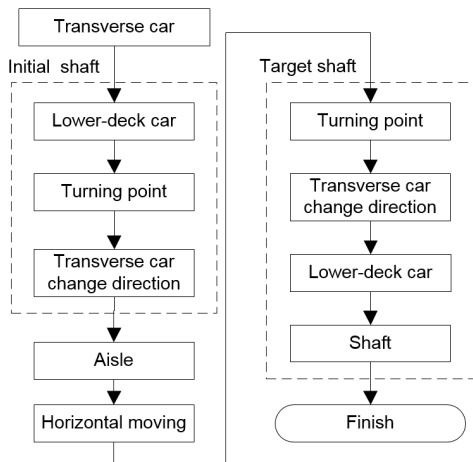 Transverse car
Initial shaft
Lower-deck car
Turning point
Transverse car
change direction
Aisle
Horizontal moving
Target shaft
Turning point
Transverse car
change direction
Lower-deck car
Shaft
Finish